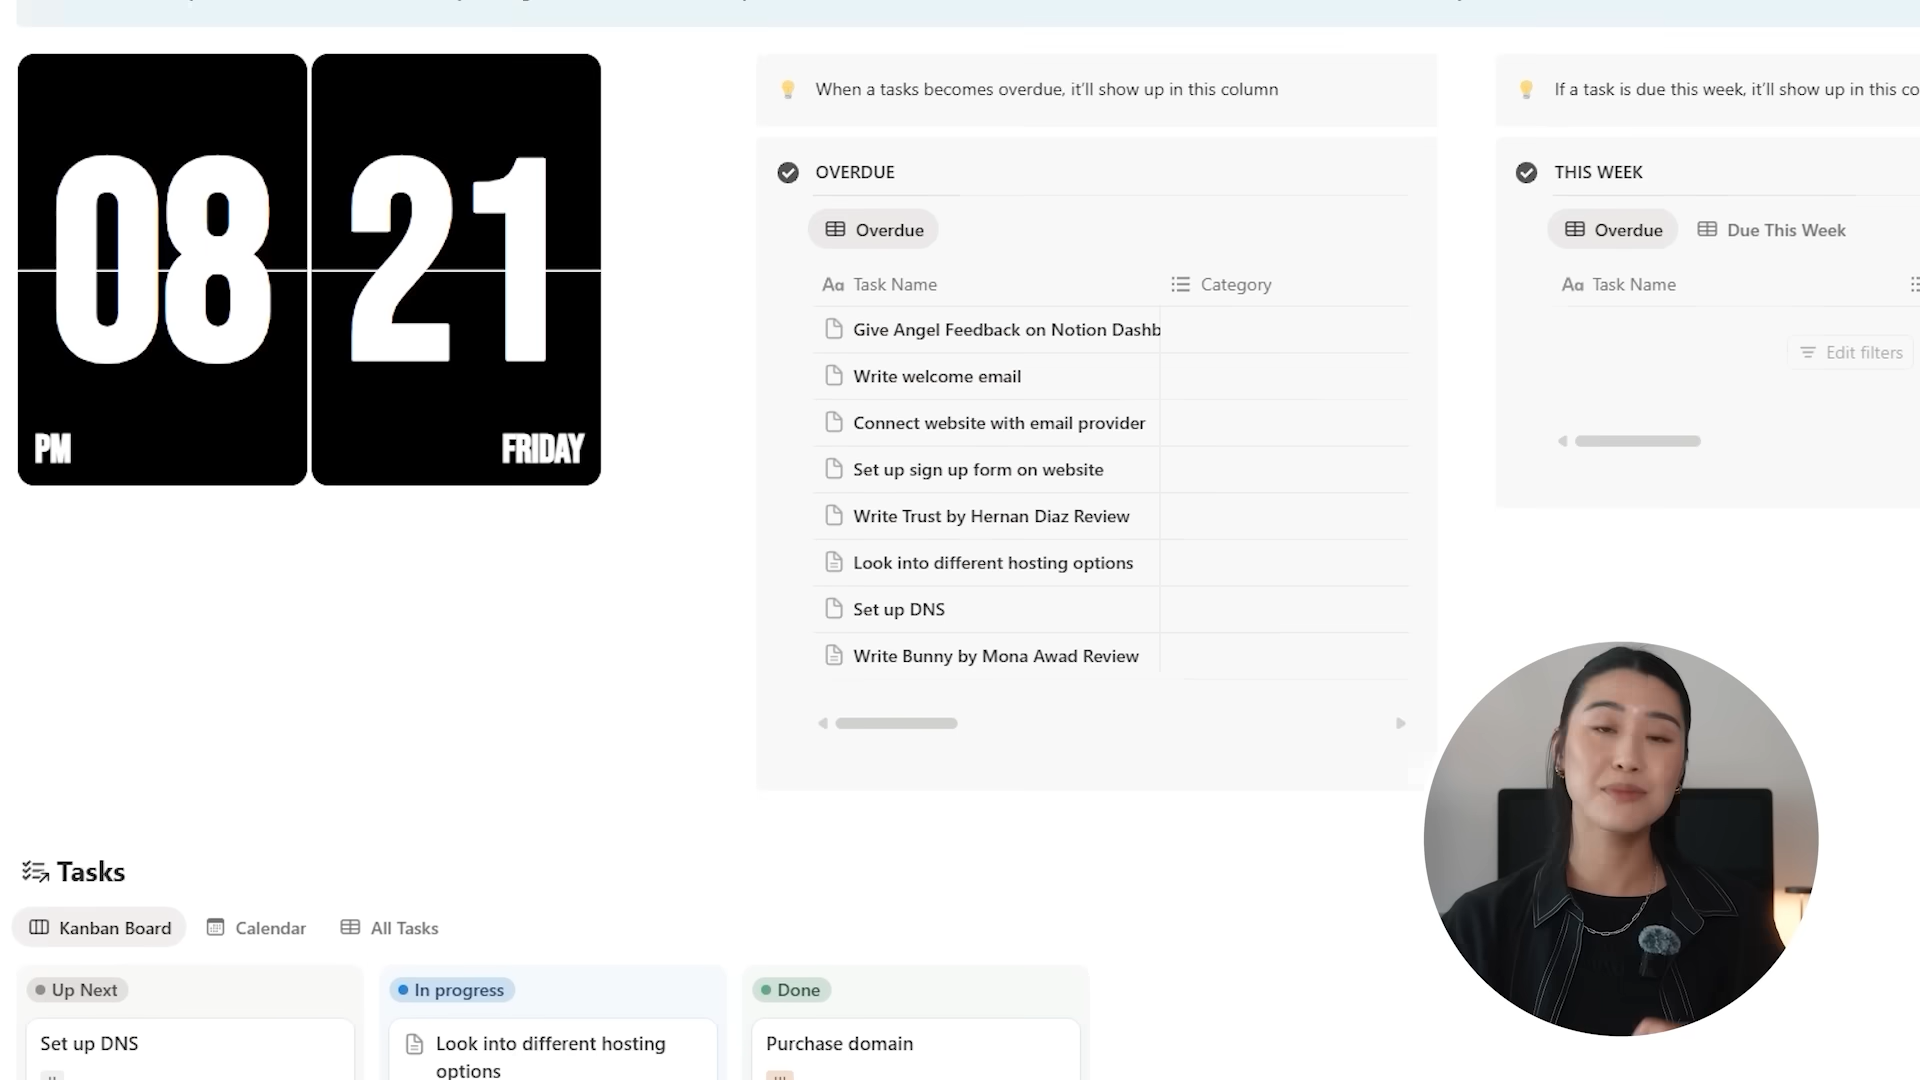 08 21
PM FRIDAY
When a tasks becomes overdue, it'll show up in this column
OVERDUE
Overdue
Aa Task Name Category
Give Angel Feedback on Notion Dashb
Write welcome email
Connect website with email provider
Set up sign up form on website
Write Trust by Hernan Diaz Review
Look into different hosting options
Set up DNS
Write Bunny by Mona Awad Review
If a task is due this week, it'll show up in this co
THIS WEEK
Overdue Due This Week
Aa Task Name
Edit filters
Tasks
Kanban Board Calendar All Tasks
Up Next
Set up DNS
In progress
Look into different hosting
options
Done
Purchase domain